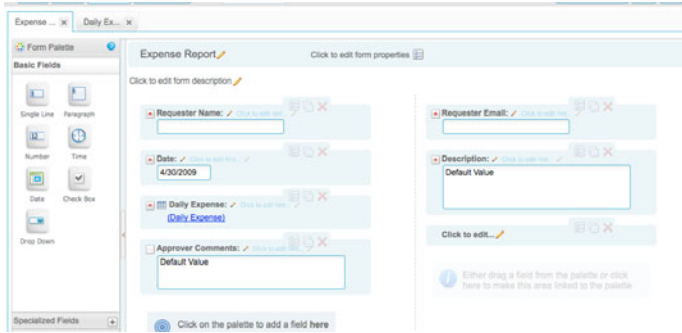 Expense ... x
Daily Ex... x
Form Palette
Basic Fields
Single Line
Paragraph
Number
Time
Date
Check Box
Drop Down
Specialized Fields
Expense Report
Click to edit form properties
Click to edit form description
Requester Name:
Click to edit hint...
Date:
4/30/2009
Daily Expense:
(Daily Expense)
Approver Comments:
Default Value
Click on the palette to add a field here
Requester Email:
Description:
Default Value
Click to edit...
Either drag a field from the palette or click
here to make this area linked to the palette